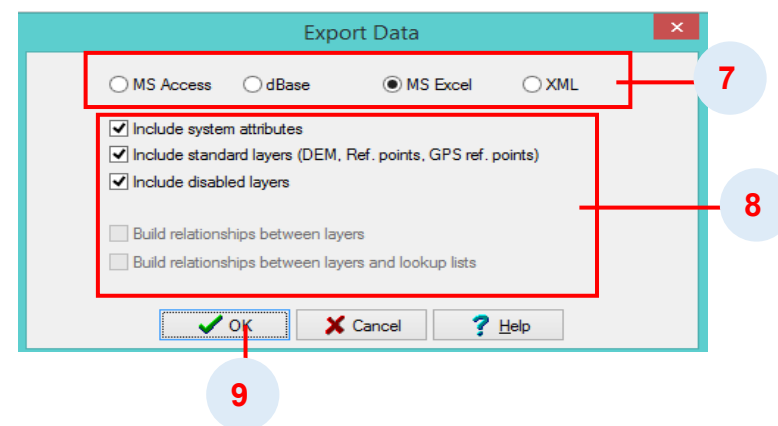 Export Data
MS Access dBase MS Excel XML
7
Include system attributes
Include standard layers (DEM, Ref. points, GPS ref. points)
Include disabled layers
8
Build relationships between layers
Build relationships between layers and lookup lists
OK Cancel Help
9